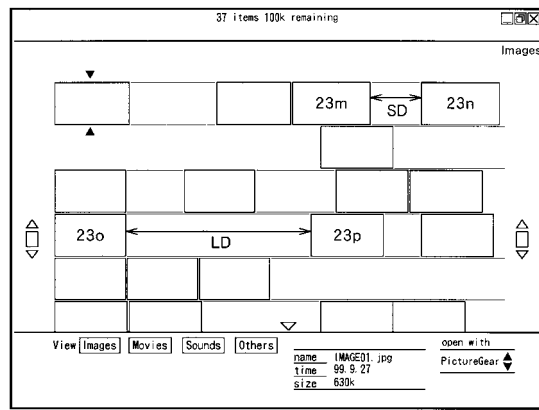 37 items 100k remaining
Images
23m
SD
23n
23o
LD
23p
View Images Movies Sounds Others
open with
name IMAGE01.jpg
time 99.9.27
PictureGear
size 630k